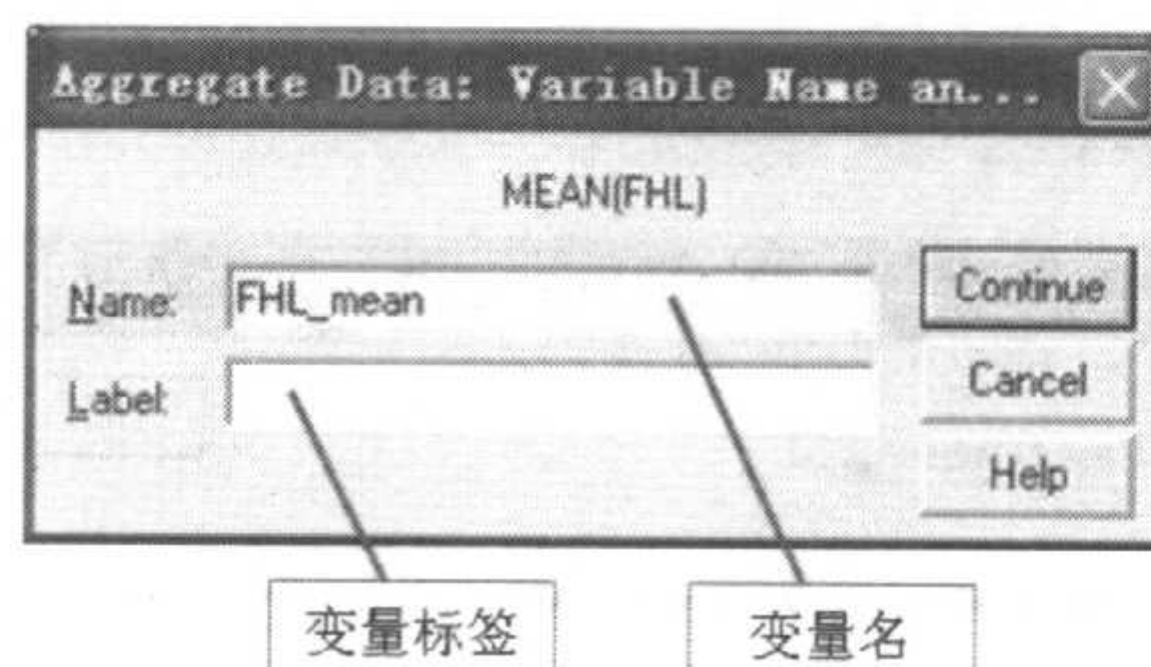 Aggregate Data: Variable Name an...
MEAN(FHL)
Name: FHL_mean
Continue
Label:
Cancel
Help
变量标签
变量名